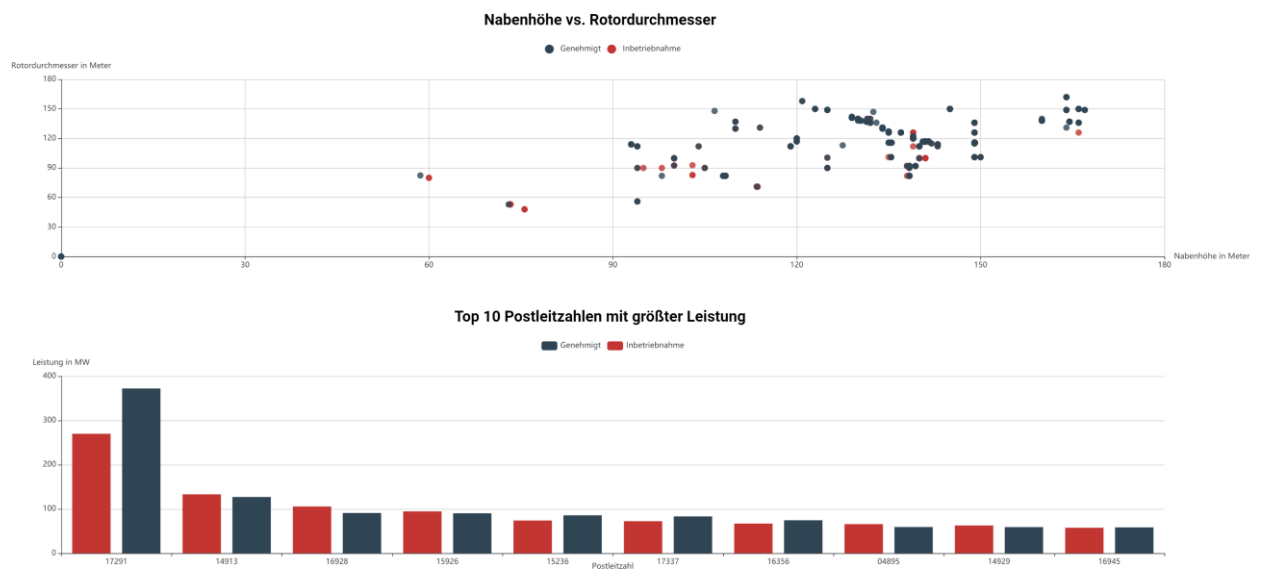 Nabenhöhe vs. Rotordurchmesser
Genehmigt Inbetriebnahme
Rotordurchmesser in Meter
180
150
120
90
60
30
0
0 30 60 90 120 150 180
Nabenhöhe in Meter
Top 10 Postleitzahlen mit größter Leistung
Genehmigt Inbetriebnahme
Leistung in MW
400
300
200
100
0
17291 14913 16928 15926 15236 17337 16356 04895 14929 16945
Postleitzahl